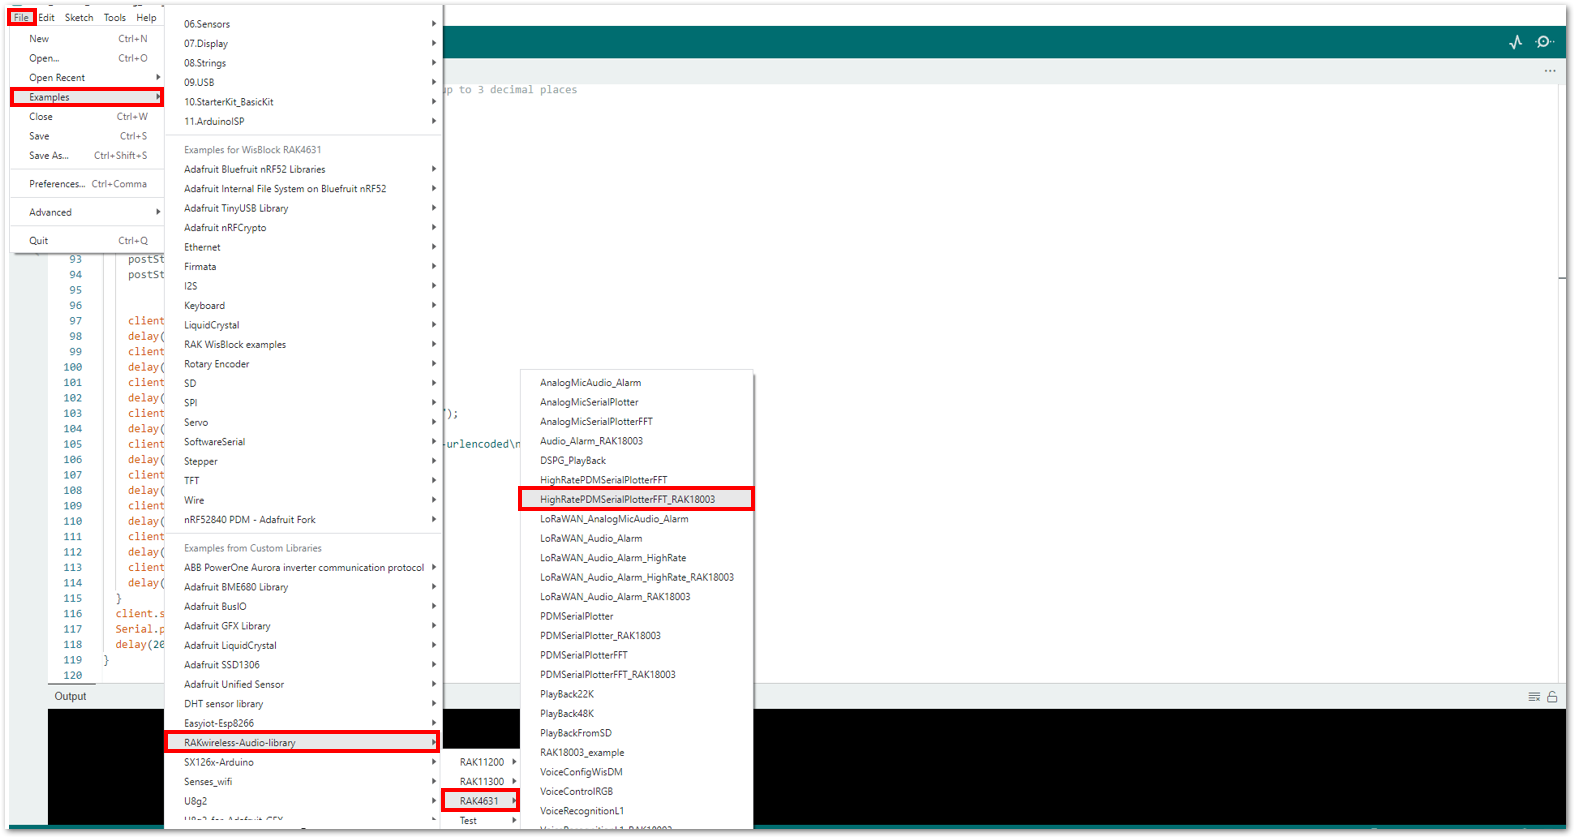 File Edit Sketch Tools Help
New Ctrl+N
Open... Ctrl+O
Open Recent
Examples
Close Ctrl+W
Save Ctrl+S
Save As... Ctrl+Shift+S
Preferences... Ctrl+Comma
Advanced
Quit Ctrl+Q
06.Sensors
07.Display
08.Strings
09.USB
10.StarterKit_BasicKit
11.ArduinoISP
Examples for WisBlock RAK4631
Adafruit Bluefruit nRF52 Libraries
Adafruit Internal File System on Bluefruit nRF52
Adafruit TinyUSB Library
Adafruit nRFCrypto
Ethernet
Firmata
I2S
Keyboard
LiquidCrystal
RAK WisBlock examples
Rotary Encoder
SD
SPI
Servo
SoftwareSerial
Stepper
TFT
Wire
nRF52840 PDM - Adafruit Fork
Examples from Custom Libraries
ABB PowerOne Aurora inverter communication protocol
Adafruit BME680 Library
Adafruit BusIO
Adafruit GFX Library
Adafruit LiquidCrystal
Adafruit SSD1306
Adafruit Unified Sensor
DHT sensor library
Easyiot-Esp8266
RAKwireless-Audio-library
SX126x-Arduino
Senses_wifi
U8g2
U8g2_for_Adafruit_GFX
RAK11200
RAK11300
RAK4631
Test
AnalogMicAudio_Alarm
AnalogMicSerialPlotter
AnalogMicSerialPlotterFFT
Audio_Alarm_RAK18003
DSPG_PlayBack
HighRatePDMSerialPlotterFFT
HighRatePDMSerialPlotterFFT_RAK18003
LoRaWAN_AnalogMicAudio_Alarm
LoRaWAN_Audio_Alarm
LoRaWAN_Audio_Alarm_HighRate
LoRaWAN_Audio_Alarm_HighRate_RAK18003
LoRaWAN_Audio_Alarm_RAK18003
PDMSerialPlotter
PDMSerialPlotter_RAK18003
PDMSerialPlotterFFT
PDMSerialPlotterFFT_RAK18003
PlayBack22K
PlayBack48K
PlayBackFromSD
RAK18003_example
VoiceConfigWisDM
VoiceControlRGB
VoiceRecognitionL1
VoiceRecognitionL1_RAK18003
up to 3 decimal places
93 postSt
94 postSt
95
96
97 client
98 delay(
99 client
100 delay(
101 client
102 delay(
103 client ");
104 delay(
105 client -urlencoded\n
106 delay(
107 client
108 delay(
109 client
110 delay(
111 client
112 delay(
113 client
114 delay(
115 }
116 client.s
117 Serial.p
118 delay(20
119 }
120
Output